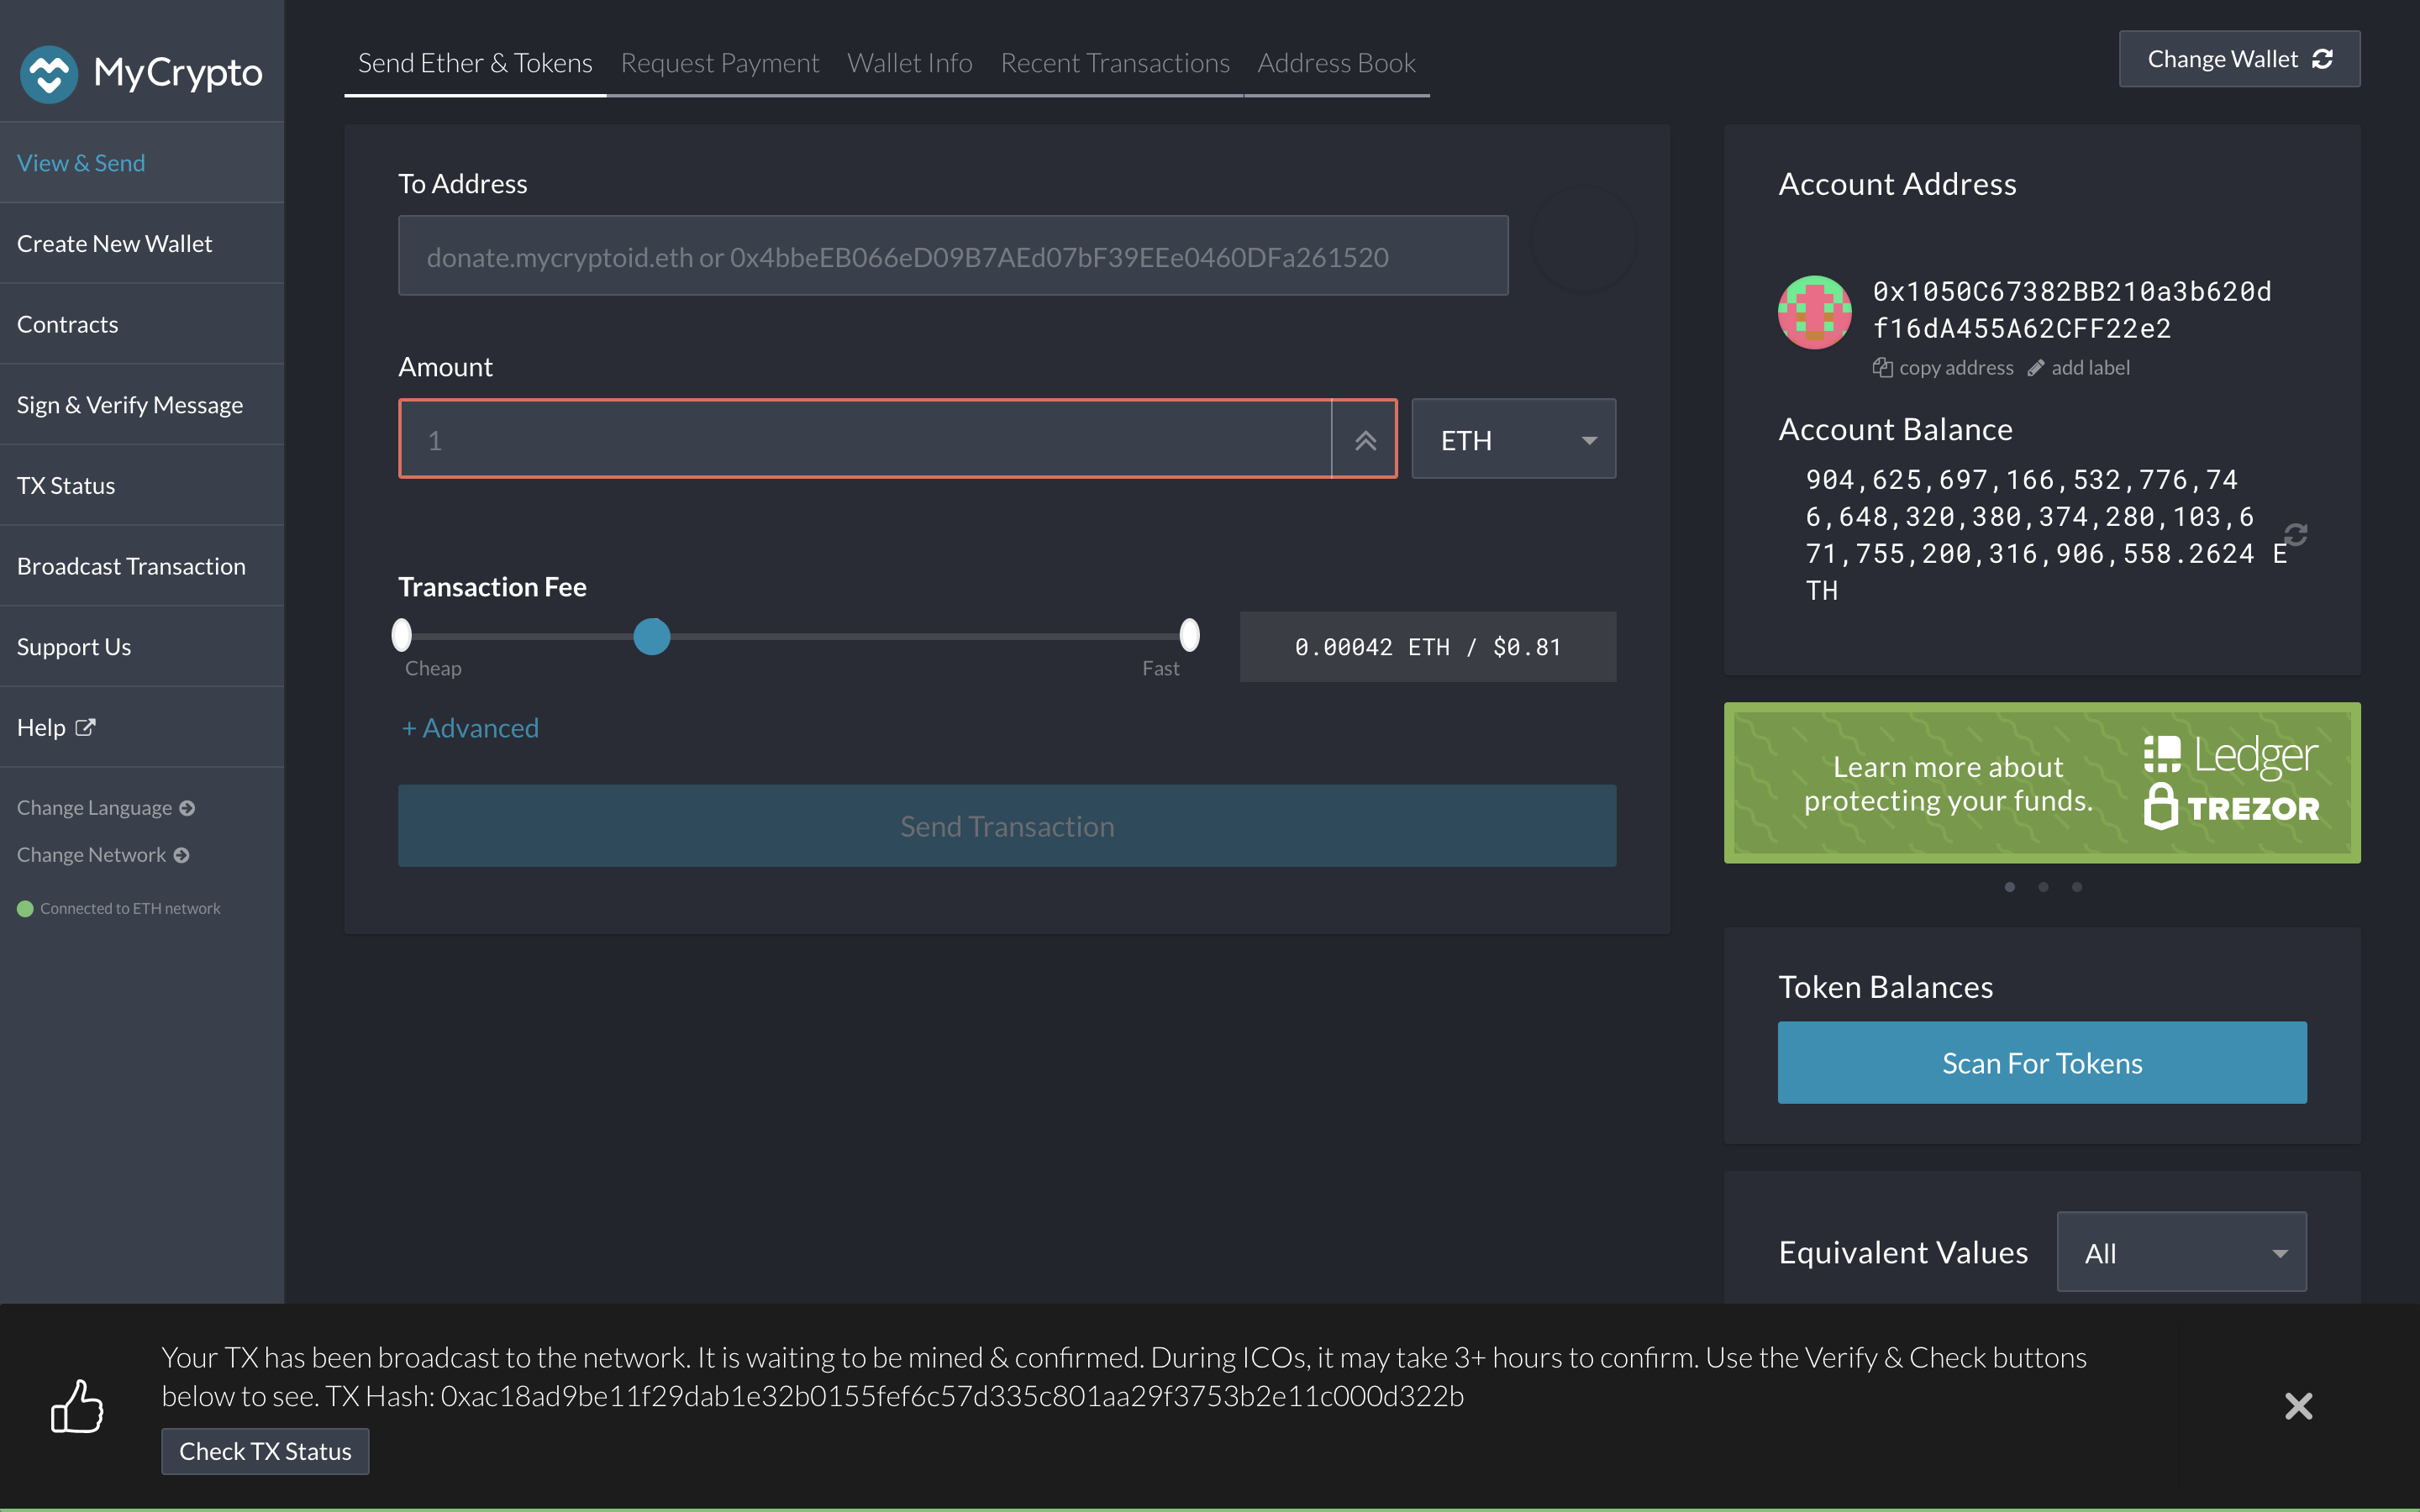 MyCrypto
View & Send
Create New Wallet
Contracts
Sign & Verify Message
TX Status
Broadcast Transaction
Support Us
Help
Change Language
Change Network
Connected to ETH network
Send Ether & Tokens
Request Payment
Wallet Info
Recent Transactions
Address Book
Change Wallet
To Address
donate.mycryptoid.eth or 0x4bbeEB066eD09B7AEd07bF39EEe0460DFa261520
Amount
1
ETH
Transaction Fee
Cheap
Fast
0.00042 ETH / $0.81
+ Advanced
Send Transaction
Account Address
0x1050C67382BB210a3b620d
f16dA455A62CFF22e2
copy address
add label
Account Balance
904,625,697,166,532,776,74
6,648,320,380,374,280,103,6
71,755,200,316,906,558.2624 E
TH
Learn more about
protecting your funds.
Ledger
TREZOR
Token Balances
Scan For Tokens
Equivalent Values
All
Your TX has been broadcast to the network. It is waiting to be mined & confirmed. During ICOs, it may take 3+ hours to confirm. Use the Verify & Check buttons
below to see. TX Hash: 0xac18ad9be11f29dab1e32b0155fef6c57d335c801aa29f3753b2e11c000d322b
Check TX Status